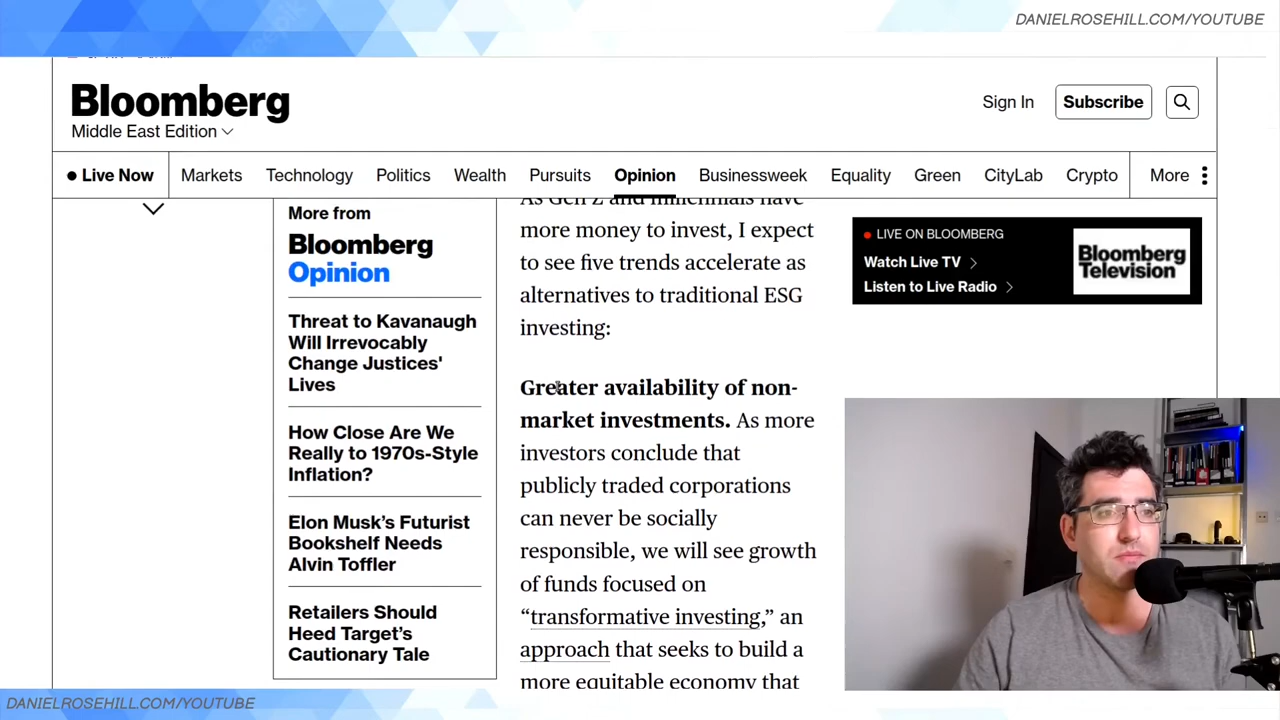 DANIELROSEHILL.COM/YOUTUBE
Bloomberg
Middle East Edition
Sign In
Subscribe
Live Now
Markets
Technology
Politics
Wealth
Pursuits
Opinion
Businessweek
Equality
Green
CityLab
Crypto
More
More from
Bloomberg
Opinion
Threat to Kavanaugh
Will Irrevocably
Change Justices'
Lives
How Close Are We
Really to 1970s-Style
Inflation?
Elon Musk's Futurist
Bookshelf Needs
Alvin Toffler
Retailers Should
Heed Target's
Cautionary Tale
As Gen Z and millennials have
more money to invest, I expect
to see five trends accelerate as
alternatives to traditional ESG
investing:
Greater availability of non-
market investments. As more
investors conclude that
publicly traded corporations
can never be socially
responsible, we will see growth
of funds focused on
“transformative investing,” an
approach that seeks to build a
more equitable economy that
LIVE ON BLOOMBERG
Watch Live TV
Listen to Live Radio
Bloomberg
Television
DANIELROSEHILL.COM/YOUTUBE